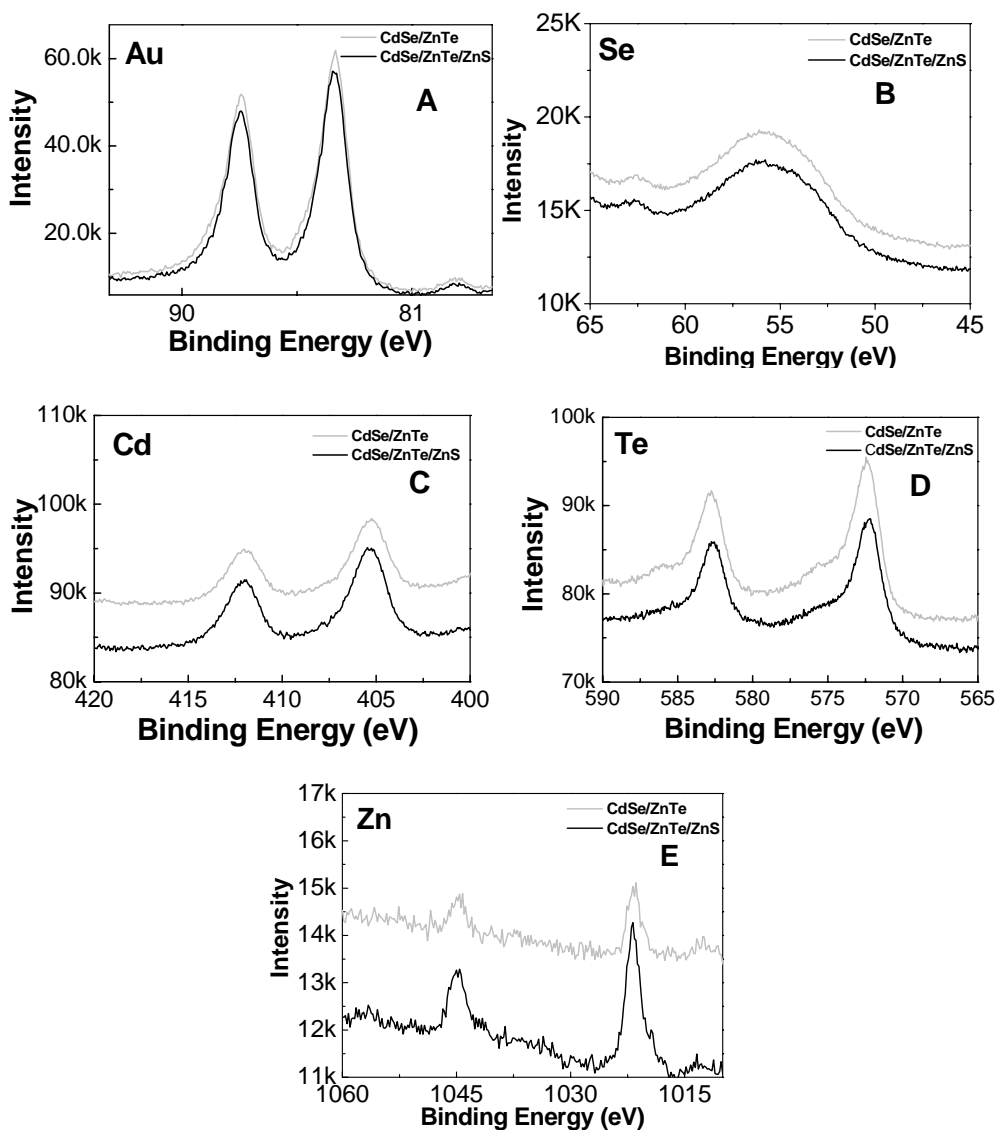 Au
CdSe/ZnTe
CdSe/ZnTe/ZnS
A
60.0k
40.0k
20.0k
Intensity
90
81
Binding Energy (eV)
Se
CdSe/ZnTe
CdSe/ZnTe/ZnS
B
25K
20K
15K
10K
Intensity
65
60
55
50
45
Binding Energy (eV)
Cd
CdSe/ZnTe
CdSe/ZnTe/ZnS
C
110k
100k
90k
80k
Intensity
420
415
410
405
400
Binding Energy (eV)
Te
CdSe/ZnTe
CdSe/ZnTe/ZnS
D
100k
90k
80k
70k
Intensity
590
585
580
575
570
565
Binding Energy (eV)
Zn
CdSe/ZnTe
CdSe/ZnTe/ZnS
E
17k
16k
15k
14k
13k
12k
11k
Intensity
1060
1045
1030
1015
Binding Energy (eV)